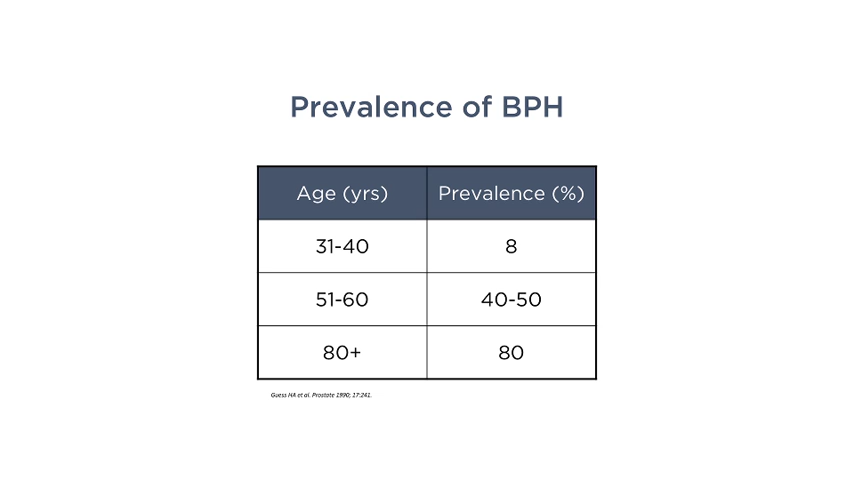 Prevalence of BPH
Age (yrs) Prevalence (%)
31-40 8
51-60 40-50
80+ 80
Guess HA et al. Prostate 1990; 17:241.